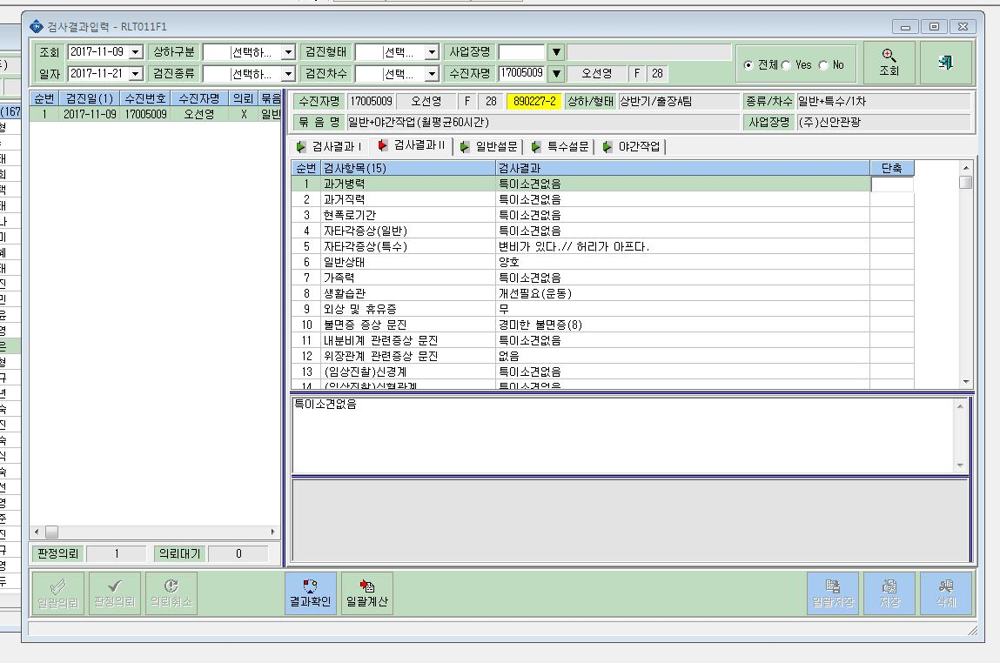 검사결과입력 - RLT011F1
조회 2017-11-09 상하구분 선택하... 검진형태 선택... 사업장명
전체 Yes No
조회
일자 2017-11-21 검진종류 선택하... 검진차수 선택... 수진자명 17005009 오선영 F 28
순번 검진일(1) 수진번호 수진자명 의뢰 묶음
1 2017-11-09 17005009 오선영 X 일반
수진자명 17005009 오선영 F 28 890227-2 상하/형태 상반기/출장A팀 종류/차수 일반+특수/1차
묶 음 명 일반+야간작업(월평균60시간) 사업장명 (주)신안관광
검사결과 I 검사결과 II 일반설문 특수설문 야간작업
순번 검사항목(15) 검사결과 단축
1 과거병력 특이소견없음
2 과거직력 특이소견없음
3 현폭로기간 특이소견없음
4 자타각증상(일반) 특이소견없음
5 자타각증상(특수) 변비가 있다.// 허리가 아프다.
6 일반상태 양호
7 가족력 특이소견없음
8 생활습관 개선필요(운동)
9 외상 및 휴유증 무
10 불면증 증상 문진 경미한 불면증(8)
11 내분비계 관련증상 문진 특이소견없음
12 위장관계 관련증상 문진 없음
13 (임상진찰)신경계 특이소견없음
14 (임상진찰)심혈관계 특이소견없음
특이소견없음
판정의뢰 1 의뢰대기 0
일괄의뢰 판정의뢰 의뢰취소 결과확인 일괄계산 일괄저장 저장 삭제